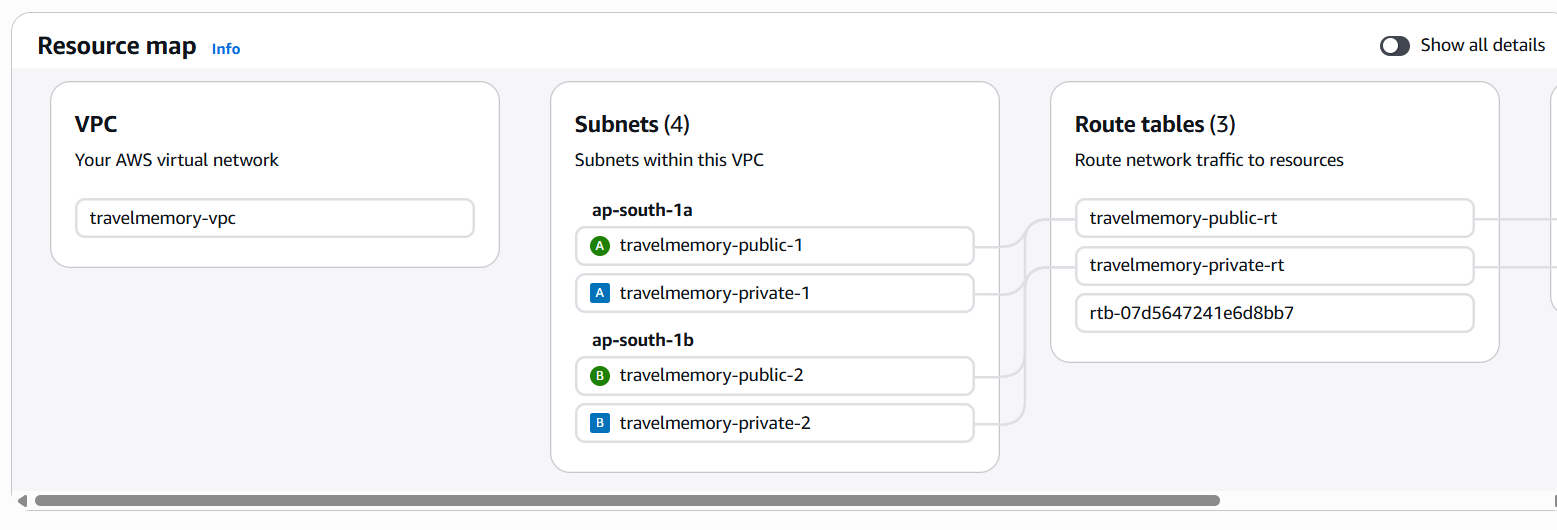 Resource map Info
Show all details
VPC
Your AWS virtual network
travelmemory-vpc
Subnets (4)
Subnets within this VPC
ap-south-1a
A travelmemory-public-1
A travelmemory-private-1
ap-south-1b
B travelmemory-public-2
B travelmemory-private-2
Route tables (3)
Route network traffic to resources
travelmemory-public-rt
travelmemory-private-rt
rtb-07d5647241e6d8bb7